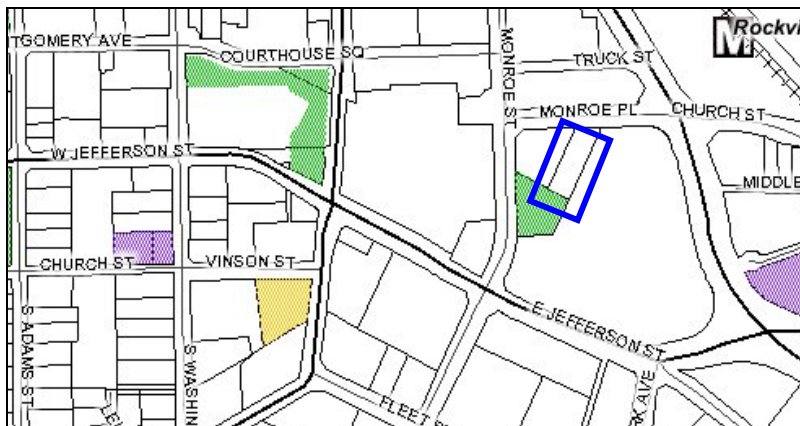 TGOMERY AVE
COURTHOUSE SQ
MONROE ST
TRUCK ST
M Rockvi
MONROE PL
CHURCH ST
W JEFFERSON ST
MIDDLE
CHURCH ST
VINSON ST
S ADAMS ST
S WASHIN
E JEFFERSON ST
FLEET
RK AVE